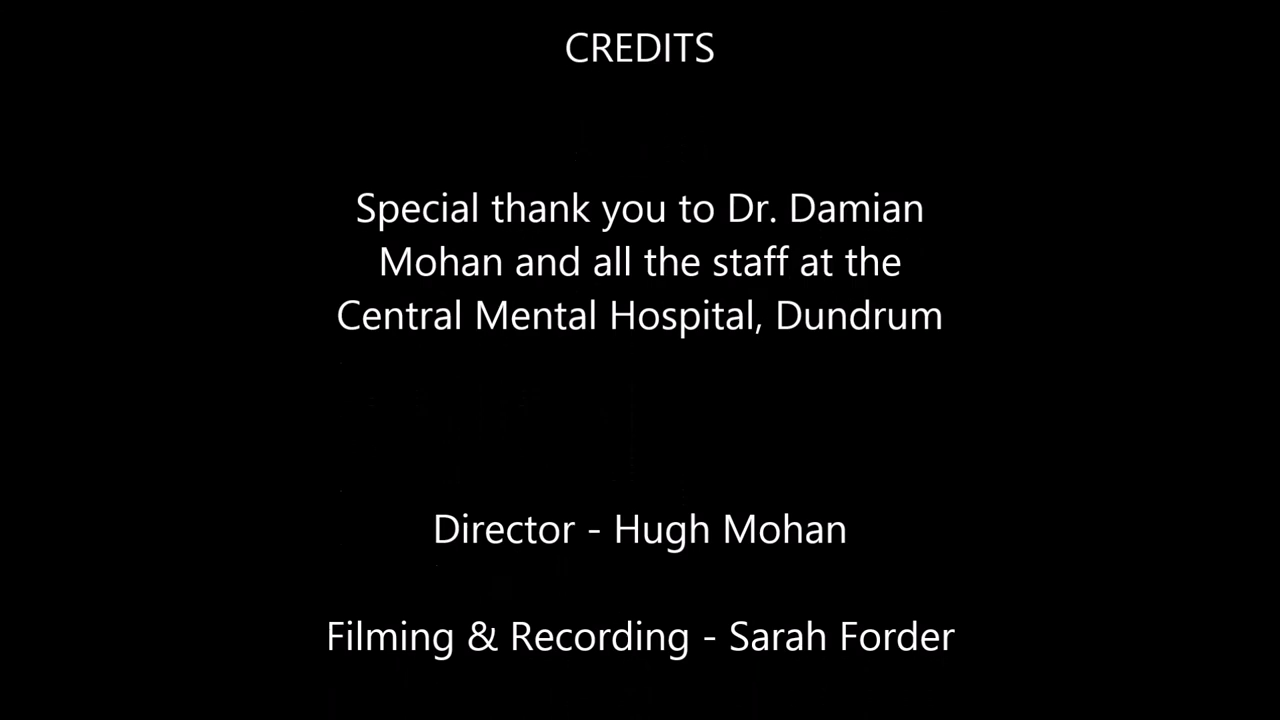 CREDITS
Special thank you to Dr. Damian
Mohan and all the staff at the
Central Mental Hospital, Dundrum
Director - Hugh Mohan
Filming & Recording - Sarah Forder